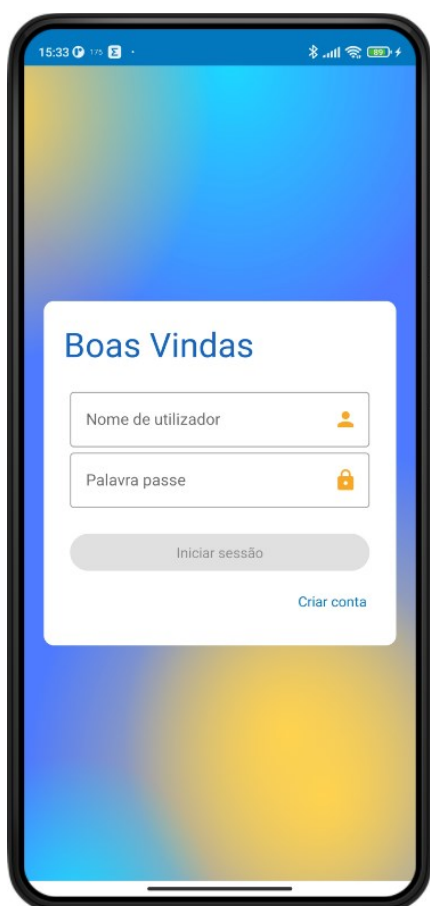 15:33
Boas Vindas
Nome de utilizador
Palavra passe
Iniciar sessão
Criar conta